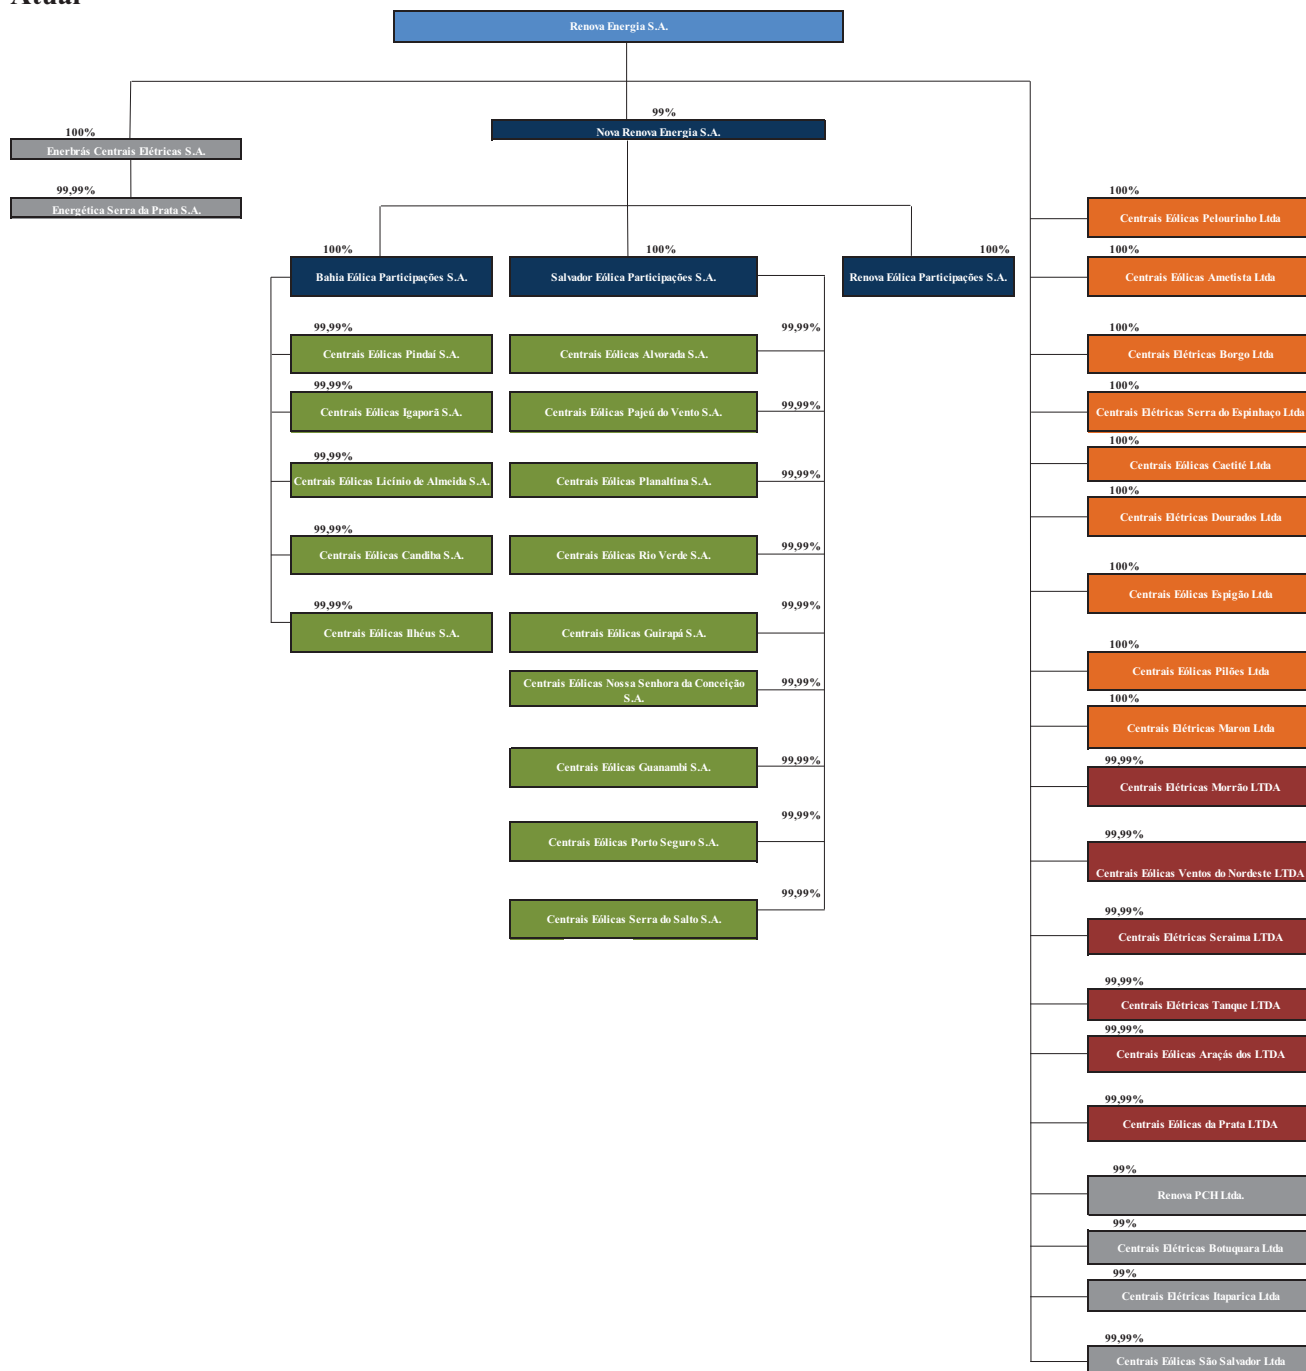 Atual
Renova Energia S.A.
100%
Enerbrás Centrais Elétricas S.A.
99,99%
Energética Serra da Prata S.A.
99%
Nova Renova Energia S.A.
100%
Bahia Eólica Participações S.A.
99,99%
Centrais Eólicas Pindaí S.A.
99,99%
Centrais Eólicas Igaporã S.A.
99,99%
Centrais Eólicas Licínio de Almeida S.A.
99,99%
Centrais Eólicas Candiba S.A.
99,99%
Centrais Eólicas Ilhéus S.A.
100%
Salvador Eólica Participações S.A.
99,99%
Centrais Eólicas Alvorada S.A.
99,99%
Centrais Eólicas Pajeú do Vento S.A.
99,99%
Centrais Eólicas Planaltina S.A.
99,99%
Centrais Eólicas Rio Verde S.A.
99,99%
Centrais Eólicas Guirapá S.A.
99,99%
Centrais Eólicas Nossa Senhora da Conceição
S.A.
99,99%
Centrais Eólicas Guanambi S.A.
99,99%
Centrais Eólicas Porto Seguro S.A.
99,99%
Centrais Eólicas Serra do Salto S.A.
100%
Renova Eólica Participações S.A.
100%
Centrais Eólicas Pelourinho Ltda
100%
Centrais Eólicas Ametista Ltda
100%
Centrais Elétricas Borgo Ltda
100%
Centrais Elétricas Serra do Espinhaço Ltda
100%
Centrais Eólicas Caetité Ltda
100%
Centrais Elétricas Dourados Ltda
100%
Centrais Eólicas Espigão Ltda
100%
Centrais Eólicas Pilões Ltda
100%
Centrais Elétricas Maron Ltda
99,99%
Centrais Elétricas Morrão LTDA
99,99%
Centrais Eólicas Ventos do Nordeste LTDA
99,99%
Centrais Elétricas Seraima LTDA
99,99%
Centrais Elétricas Tanque LTDA
99,99%
Centrais Eólicas Araçás dos LTDA
99,99%
Centrais Eólicas da Prata LTDA
99%
Renova PCH Ltda.
99%
Centrais Elétricas Botuquara Ltda
99%
Centrais Elétricas Itaparica Ltda
99,99%
Centrais Eólicas São Salvador Ltda